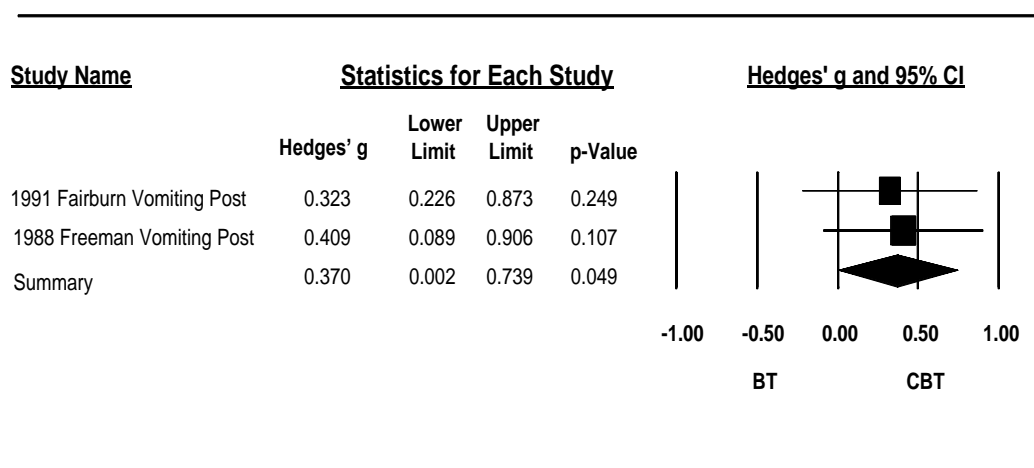 Study Name Statistics for Each Study Hedges' g and 95% CI
Lower Upper
Hedges’ g Limit Limit p-Value
1991 Fairburn Vomiting Post 0.323 0.226 0.873 0.249
1988 Freeman Vomiting Post 0.409 0.089 0.906 0.107
Summary 0.370 0.002 0.739 0.049
-1.00 -0.50 0.00 0.50 1.00
BT CBT